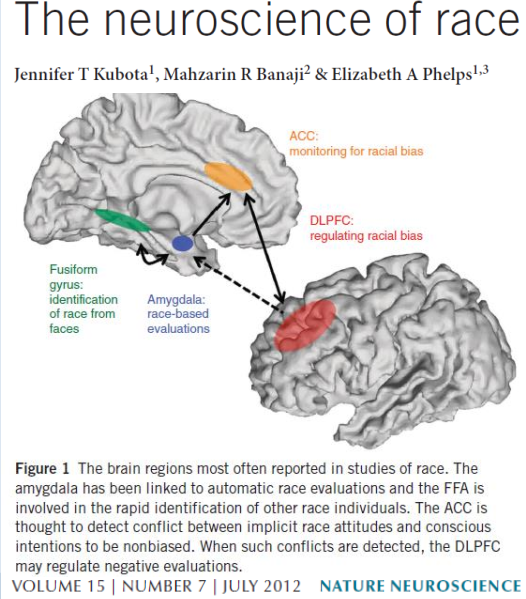 The neuroscience of race
Jennifer T Kubota1, Mahzarin R Banaji2 & Elizabeth A Phelps1,3
ACC:
monitoring for racial bias
DLPFC:
regulating racial bias
Fusiform
gyrus:
identification
of race from
faces
Amygdala:
race-based
evaluations
Figure 1 The brain regions most often reported in studies of race. The
amygdala has been linked to automatic race evaluations and the FFA is
involved in the rapid identification of other race individuals. The ACC is
thought to detect conflict between implicit race attitudes and conscious
intentions to be nonbiased. When such conflicts are detected, the DLPFC
may regulate negative evaluations.
VOLUME 15 | NUMBER 7 | JULY 2012 NATURE NEUROSCIENCE